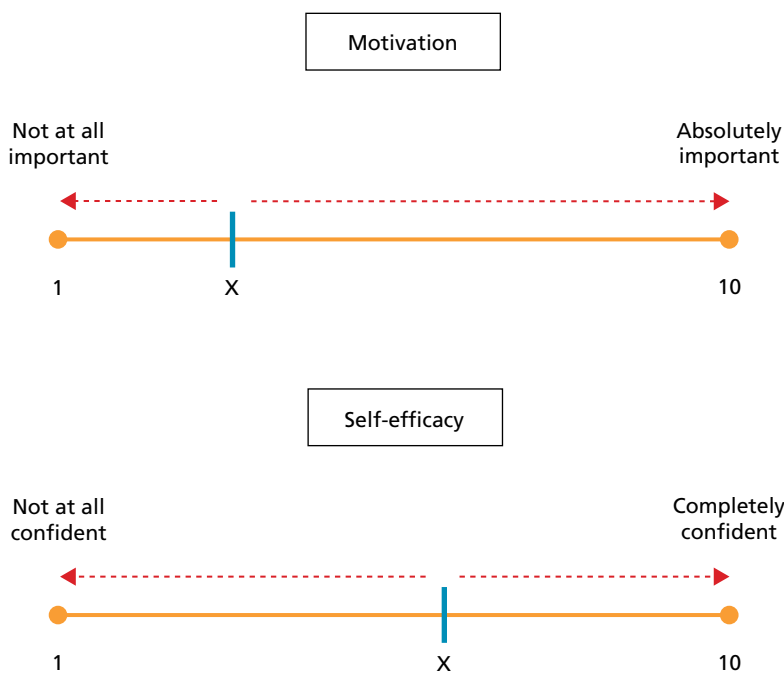 Motivation
Not at all
important
Absolutely
important
1
X
10
Self-efficacy
Not at all
confident
Completely
confident
1
X
10